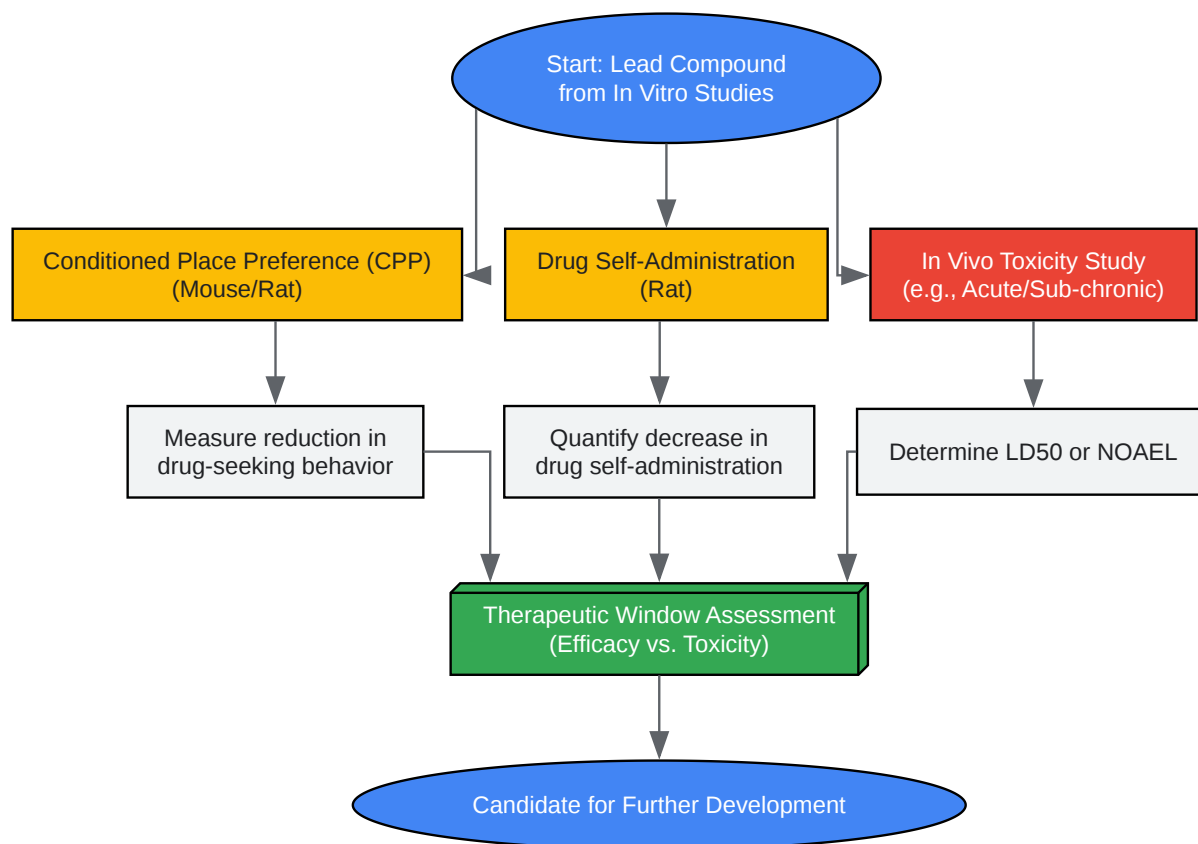 Start: Lead Compound
from In Vitro Studies
Conditioned Place Preference (CPP)
(Mouse/Rat)
Drug Self-Administration
(Rat)
In Vivo Toxicity Study
(e.g., Acute/Sub-chronic)
Measure reduction in
drug-seeking behavior
Quantify decrease in
drug self-administration
Determine LD50 or NOAEL
Therapeutic Window Assessment
(Efficacy vs. Toxicity)
Candidate for Further Development